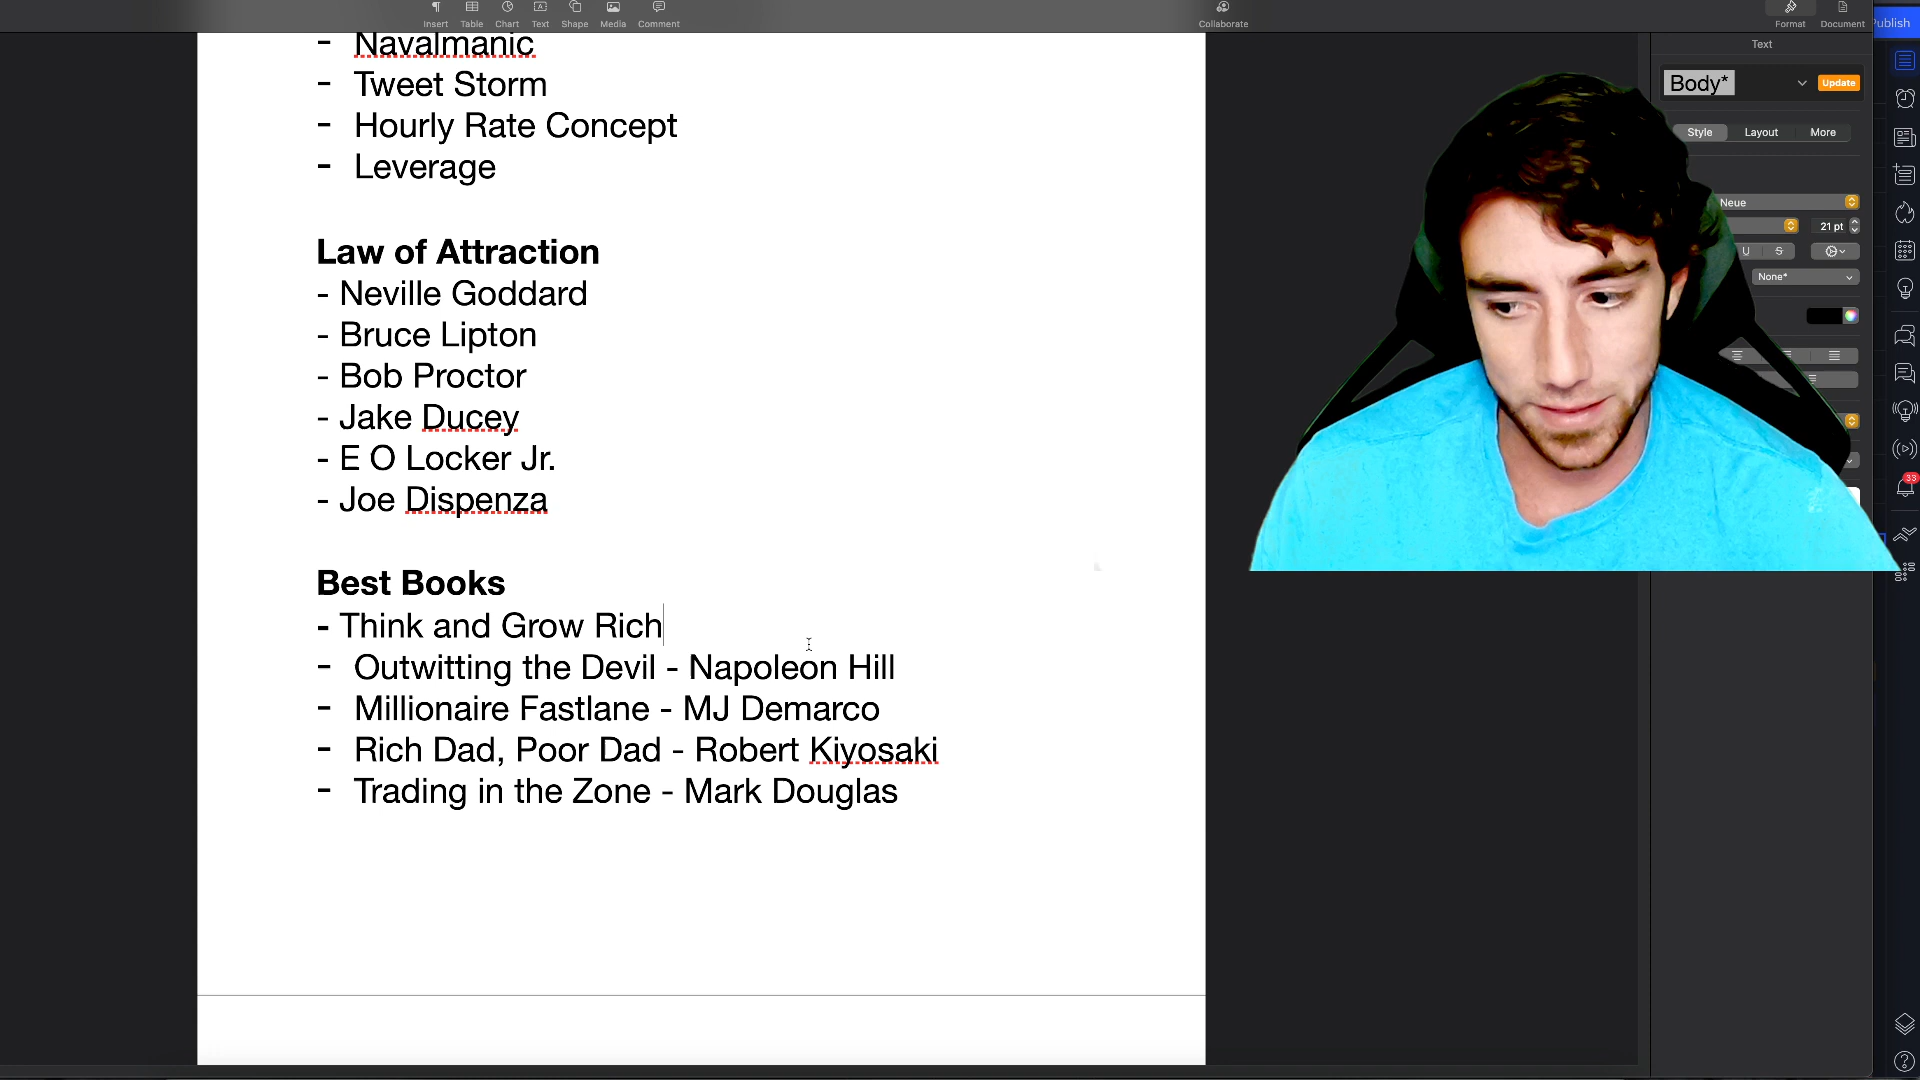 Insert Table Chart Text Shape Media Comment Collaborate Format Document Publish
Text
- Navalmanic
- Tweet Storm
- Hourly Rate Concept
- Leverage
Law of Attraction
- Neville Goddard
- Bruce Lipton
- Bob Proctor
- Jake Ducey
- E O Locker Jr.
- Joe Dispenza
Best Books
- Think and Grow Rich
- Outwitting the Devil - Napoleon Hill
- Millionaire Fastlane - MJ Demarco
- Rich Dad, Poor Dad - Robert Kiyosaki
- Trading in the Zone - Mark Douglas
Body* Update
Style Layout More
Neue
21 pt
U S
None*
33